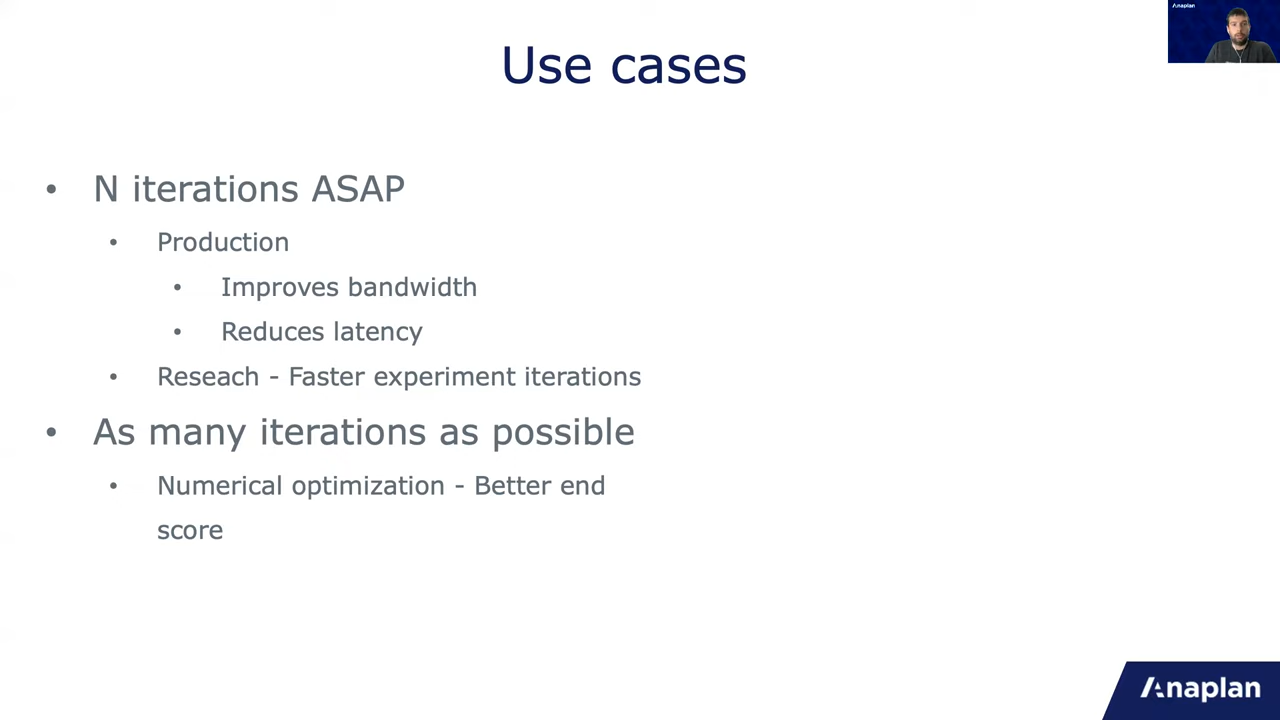 Anaplan
Use cases
• N iterations ASAP
• Production
• Improves bandwidth
• Reduces latency
• Reseach - Faster experiment iterations
• As many iterations as possible
• Numerical optimization - Better end
score
Anaplan